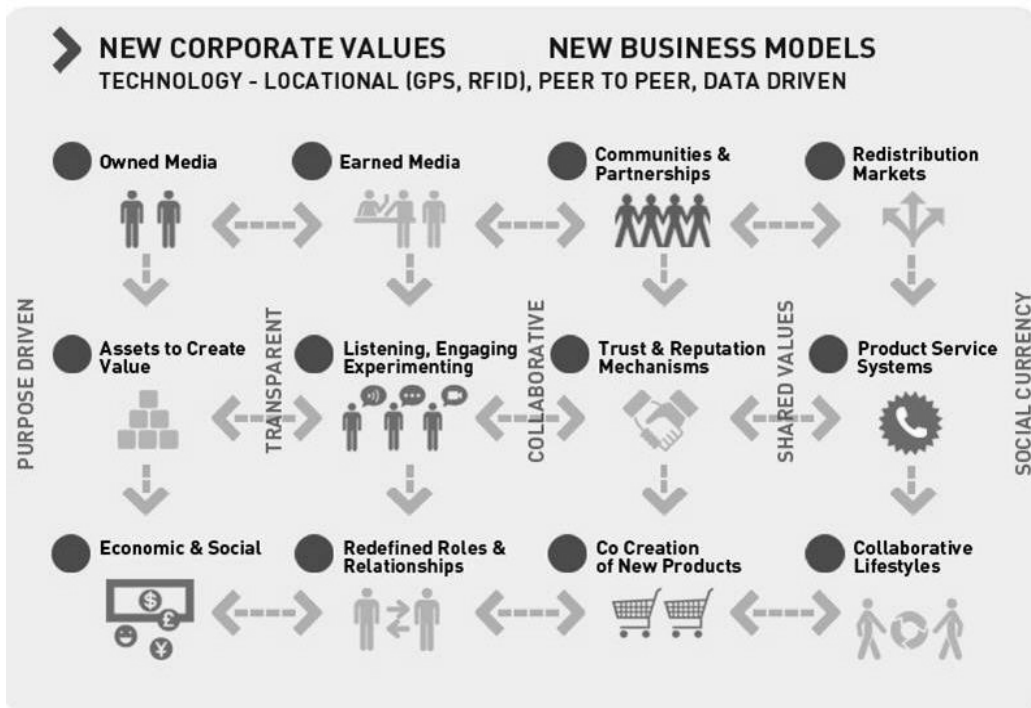 NEW CORPORATE VALUES
NEW BUSINESS MODELS
TECHNOLOGY - LOCATIONAL (GPS, RFID), PEER TO PEER, DATA DRIVEN
Owned Media
Earned Media
Communities &
Partnerships
Redistribution
Markets
PURPOSE DRIVEN
Assets to Create
Value
TRANSPARENT
Listening, Engaging
Experimenting
COLLABORATIVE
Trust & Reputation
Mechanisms
SHARED VALUES
Product Service
Systems
SOCIAL CURRENCY
Economic & Social
$
£
¥
Redefined Roles &
Relationships
Co Creation
of New Products
Collaborative
Lifestyles